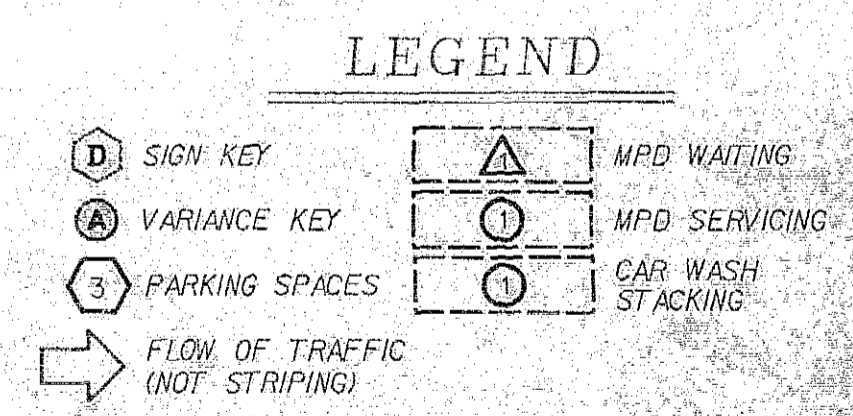 LEGEND
D SIGN KEY
A VARIANCE KEY
3 PARKING SPACES
FLOW OF TRAFFIC
(NOT STRIPING)
1 MPD WAITING
1 MPD SERVICING
1 CAR WASH
STACKING